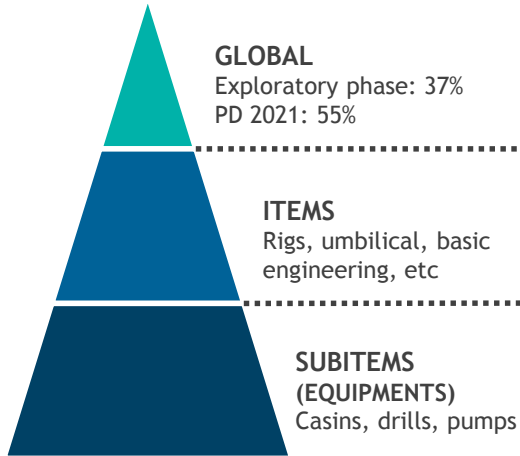 GLOBAL
Exploratory phase: 37%
PD 2021: 55%
ITEMS
Rigs, umbilical, basic
engineering, etc
SUBITEMS
(EQUIPMENTS)
Casins, drills, pumps